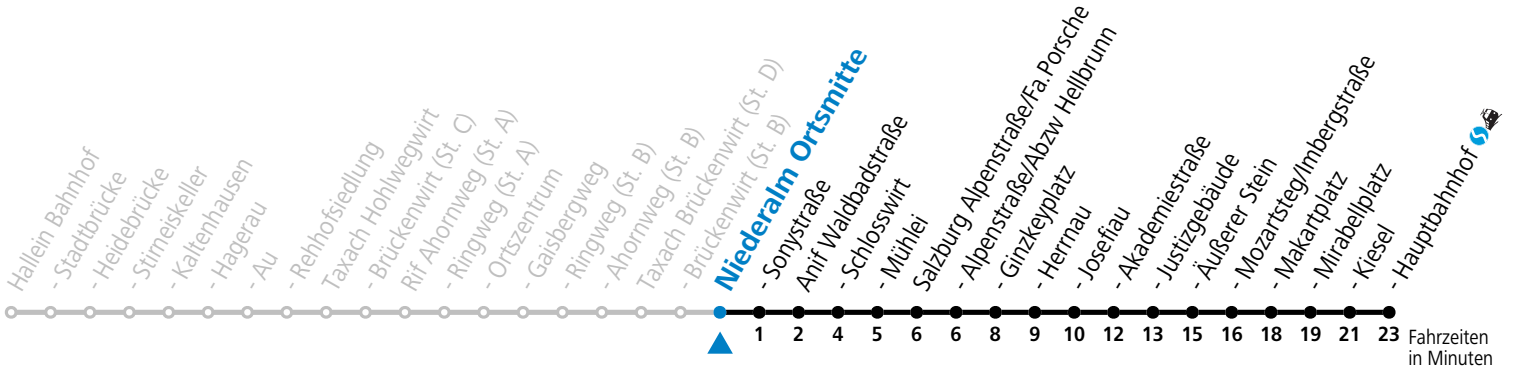 Hallein Bahnhof
- Stadtbrücke
- Heidebrücke
- Stirneiskeller
- Kaltenhausen
- Hagerau
- Au
- Rehhofsiedlung
Taxach Hohlwegwirt
- Brückenwirt (St. C)
Rif Ahornweg (St. A)
- Ringweg (St. A)
- Ortszentrum
- Gaisbergweg
- Ringweg (St. B)
- Ahornweg (St. B)
Taxach Brückenwirt (St. D)
- Brückenwirt (St. B)
Niederalm Ortsmitte
- Sonystraße
Anif Waldbadstraße
- Schlosswirt
- Mühlei
Salzburg Alpenstraße/Fa.Porsche
- Alpenstraße/Abzw Hellbrunn
- Ginzkeyplatz
- Herrnau
- Josefiau
- Akademiestraße
- Justizgebäude
- Äußerer Stein
- Mozartsteg/Imbergstraße
- Makartplatz
- Mirabellplatz
- Kiesel
- Hauptbahnhof
1 2 4 5 6 6 8 9 10 12 13 15 16 18 19 21 23 Fahrzeiten
in Minuten